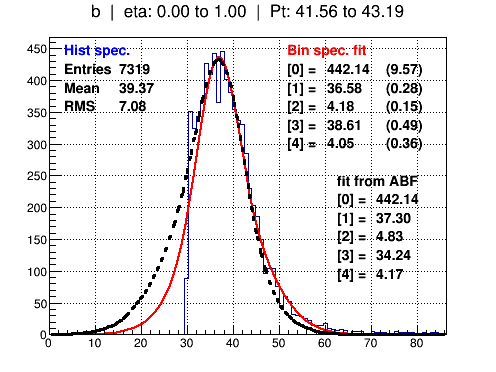 b | eta: 0.00 to 1.00 | Pt: 41.56 to 43.19
Hist spec.
Entries 7319
Mean 39.37
RMS 7.08
Bin spec. fit
[0] = 442.14 (9.57)
[1] = 36.58 (0.28)
[2] = 4.18 (0.15)
[3] = 38.61 (0.49)
[4] = 4.05 (0.36)
fit from ABF
[0] = 442.14
[1] = 37.30
[2] = 4.83
[3] = 34.24
[4] = 4.17
450
400
350
300
250
200
150
100
50
0
0 10 20 30 40 50 60 70 80